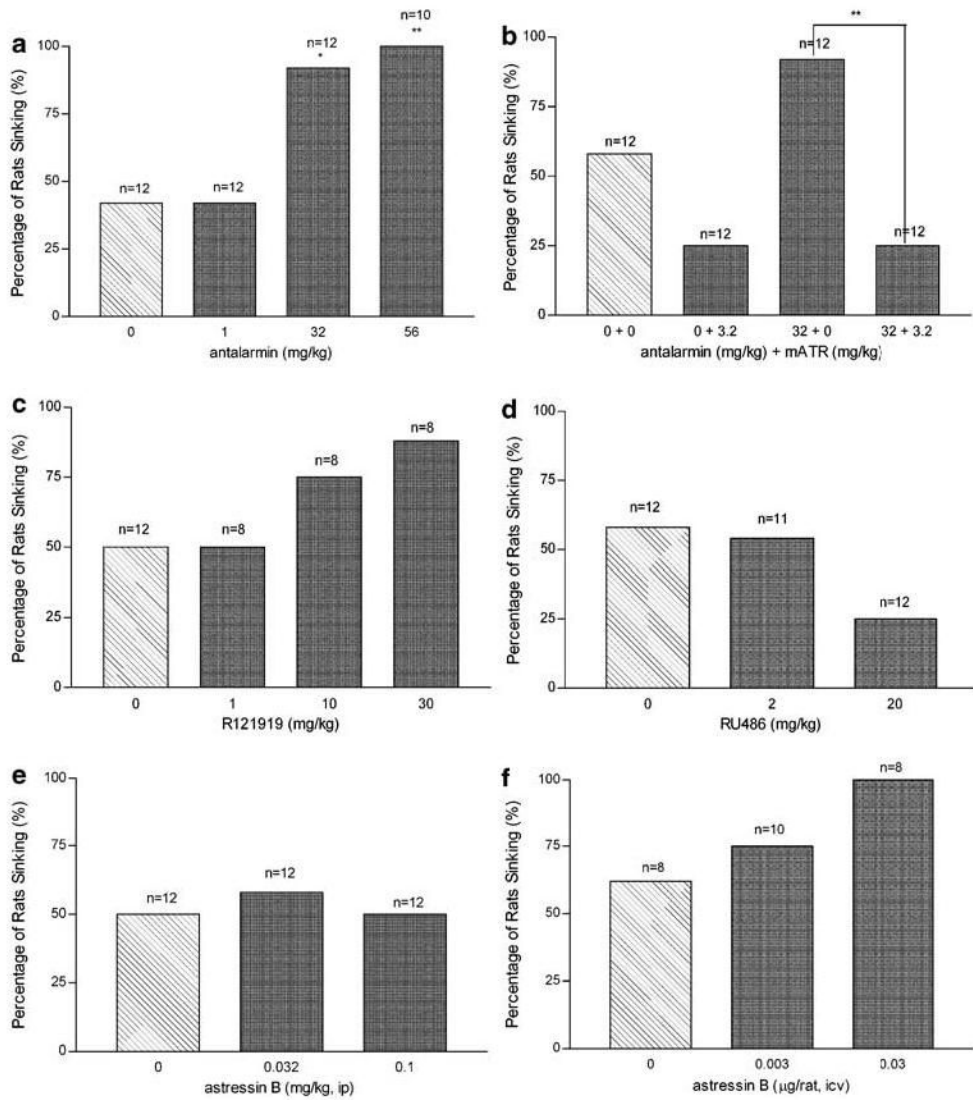 a
Percentage of Rats Sinking (%)
100
75
50
25
0
n=12
n=12
n=12
*
n=10
**
0 1 32 56
antalarmin (mg/kg)
b
Percentage of Rats Sinking (%)
100
75
50
25
0
n=12
n=12
n=12
n=12
**
0 + 0 0 + 3.2 32 + 0 32 + 3.2
antalarmin (mg/kg) + mATR (mg/kg)
c
Percentage of Rats Sinking (%)
100
75
50
25
0
n=12
n=8
n=8
n=8
0 1 10 30
R121919 (mg/kg)
d
Percentage of Rats Sinking (%)
100
75
50
25
0
n=12
n=11
n=12
0 2 20
RU486 (mg/kg)
e
Percentage of Rats Sinking (%)
100
75
50
25
0
n=12
n=12
n=12
0 0.032 0.1
astressin B (mg/kg, ip)
f
Percentage of Rats Sinking (%)
100
75
50
25
0
n=8
n=10
n=8
0 0.003 0.03
astressin B (µg/rat, icv)